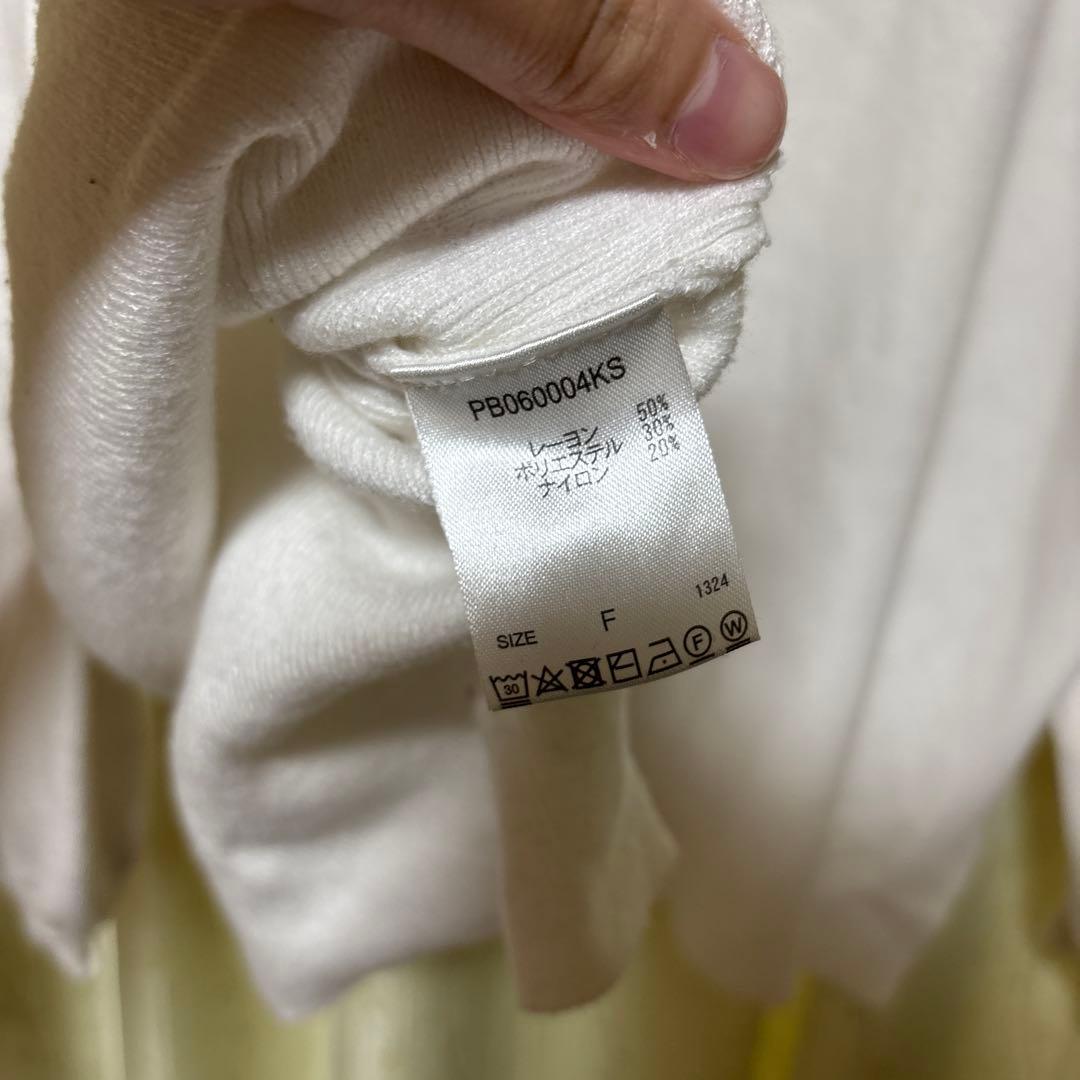 PB060004KS
レーヨン 50%
ポリエステル 30%
ナイロン 20%
1324
SIZE F
30 F W